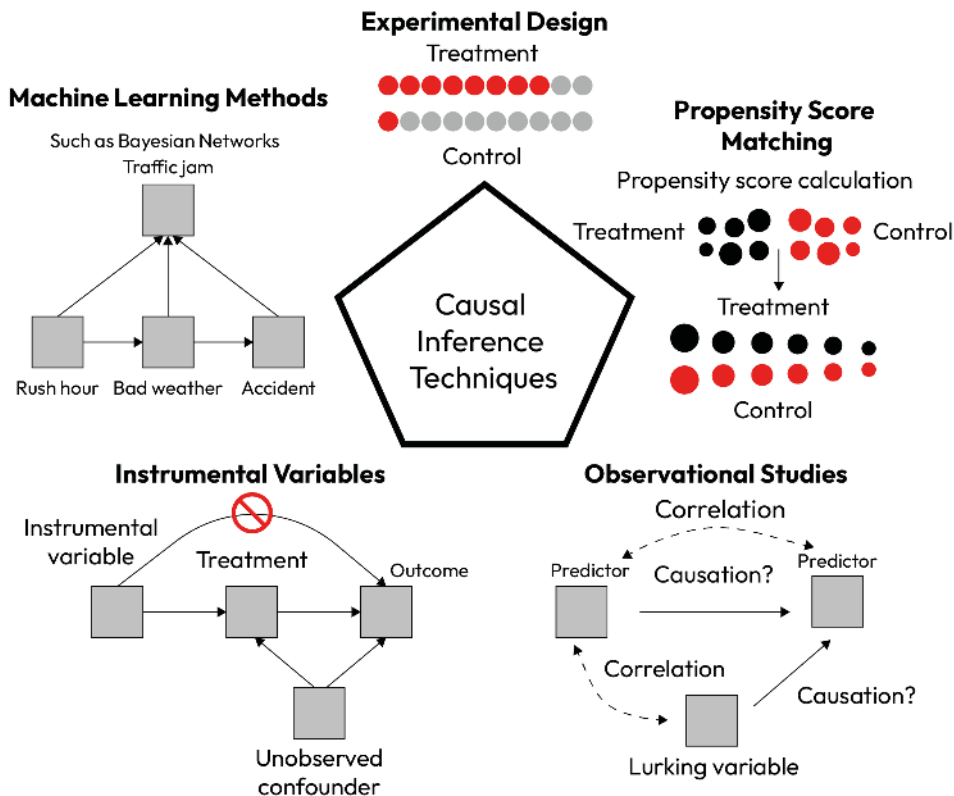 Experimental Design
Treatment
Control
Machine Learning Methods
Such as Bayesian Networks
Traffic jam
Rush hour
Bad weather
Accident
Propensity Score
Matching
Propensity score calculation
Treatment
Control
Treatment
Control
Causal
Inference
Techniques
Instrumental Variables
Instrumental
variable
Treatment
Outcome
Unobserved
confounder
Observational Studies
Correlation
Predictor
Causation?
Predictor
Correlation
Causation?
Lurking variable